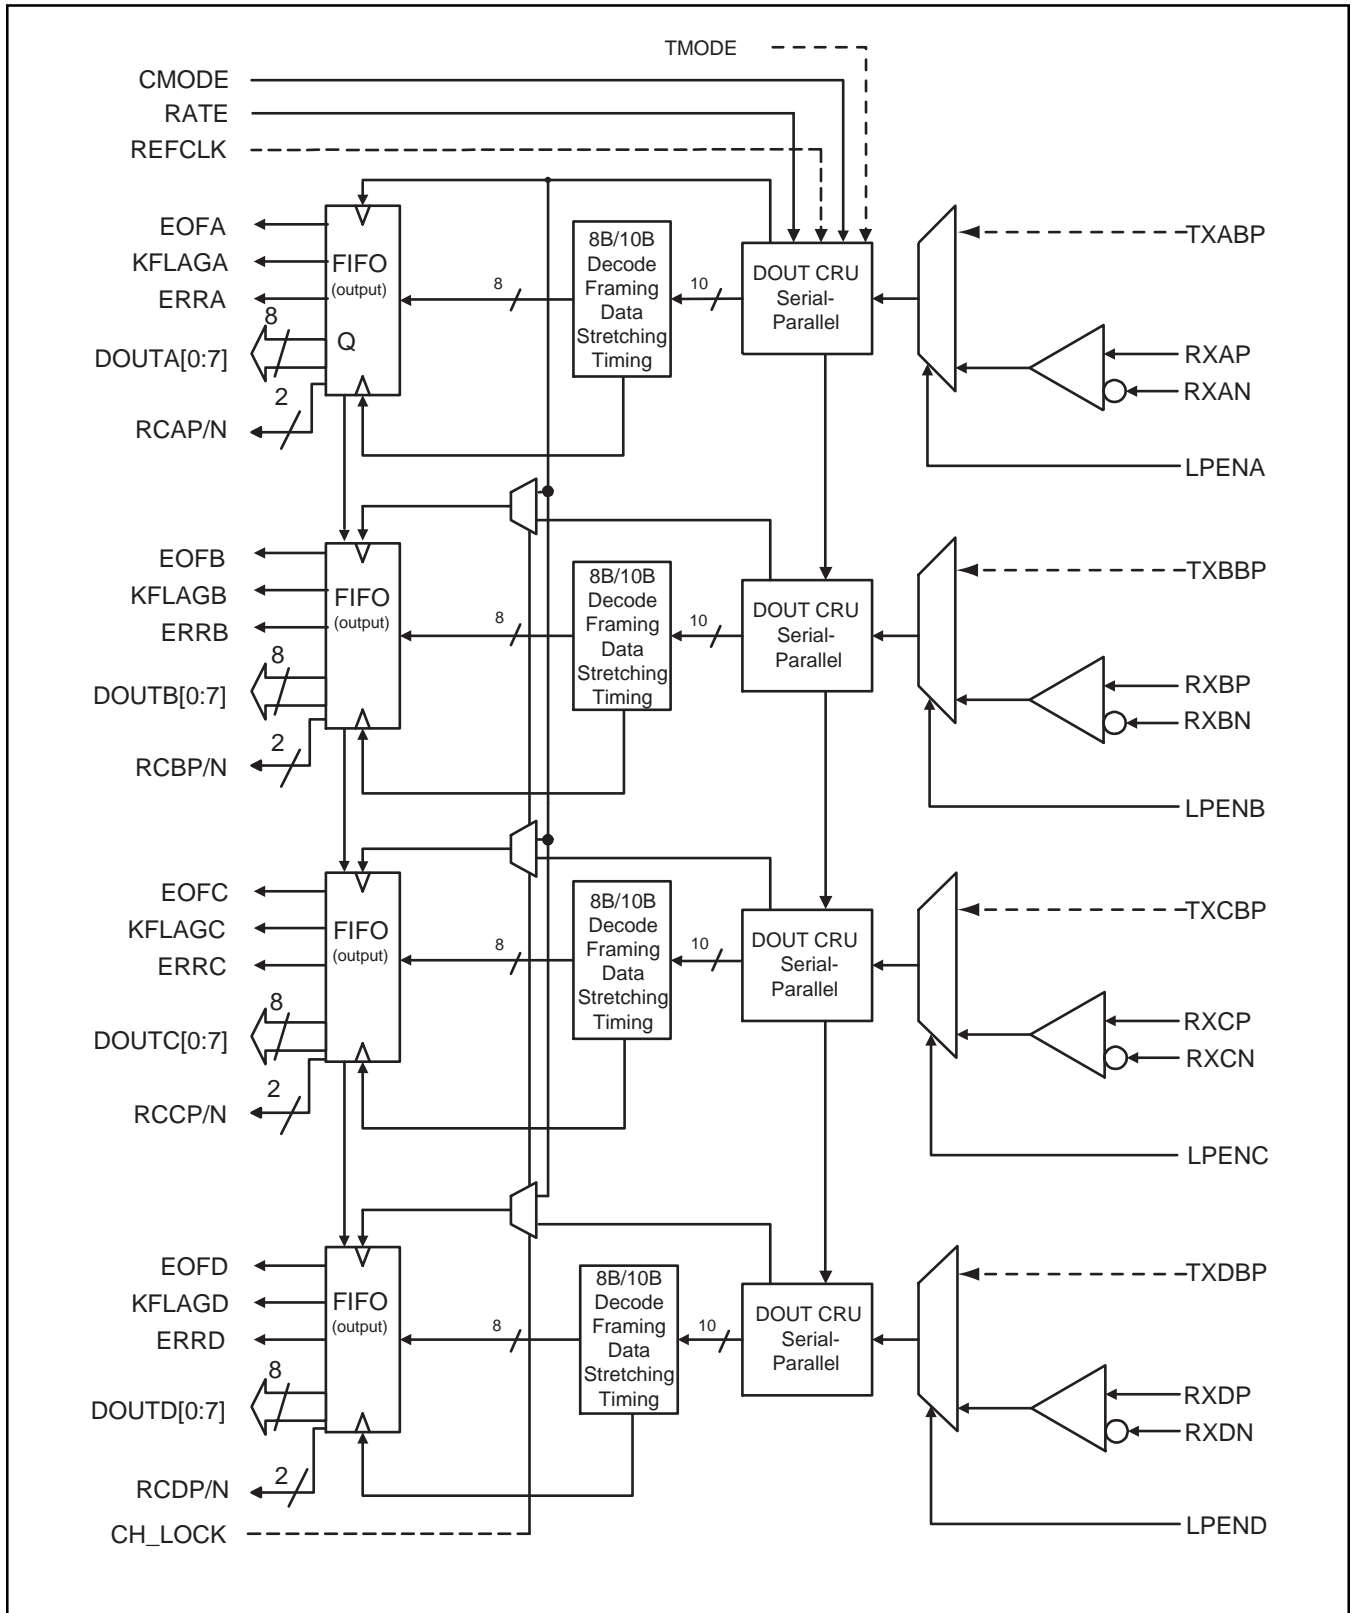 TMODE
CMODE
RATE
REFCLK
EOFA
KFLAGA
ERRA
8
DOUTA[0:7]
2
RCAP/N
FIFO
(output)
Q
8
8B/10B
Decode
Framing
Data
Stretching
Timing
10
DOUT CRU
Serial-
Parallel
TXABP
RXAP
RXAN
LPENA
EOFB
KFLAGB
ERRB
8
DOUTB[0:7]
2
RCBP/N
FIFO
(output)
8
8B/10B
Decode
Framing
Data
Stretching
Timing
10
DOUT CRU
Serial-
Parallel
TXBBP
RXBP
RXBN
LPENB
EOFC
KFLAGC
ERRC
8
DOUTC[0:7]
2
RCCP/N
FIFO
(output)
8
8B/10B
Decode
Framing
Data
Stretching
Timing
10
DOUT CRU
Serial-
Parallel
TXCBP
RXCP
RXCN
LPENC
EOFD
KFLAGD
ERRD
8
DOUTD[0:7]
2
RCDP/N
FIFO
(output)
8
8B/10B
Decode
Framing
Data
Stretching
Timing
10
DOUT CRU
Serial-
Parallel
TXDBP
RXDP
RXDN
LPEND
CH_LOCK